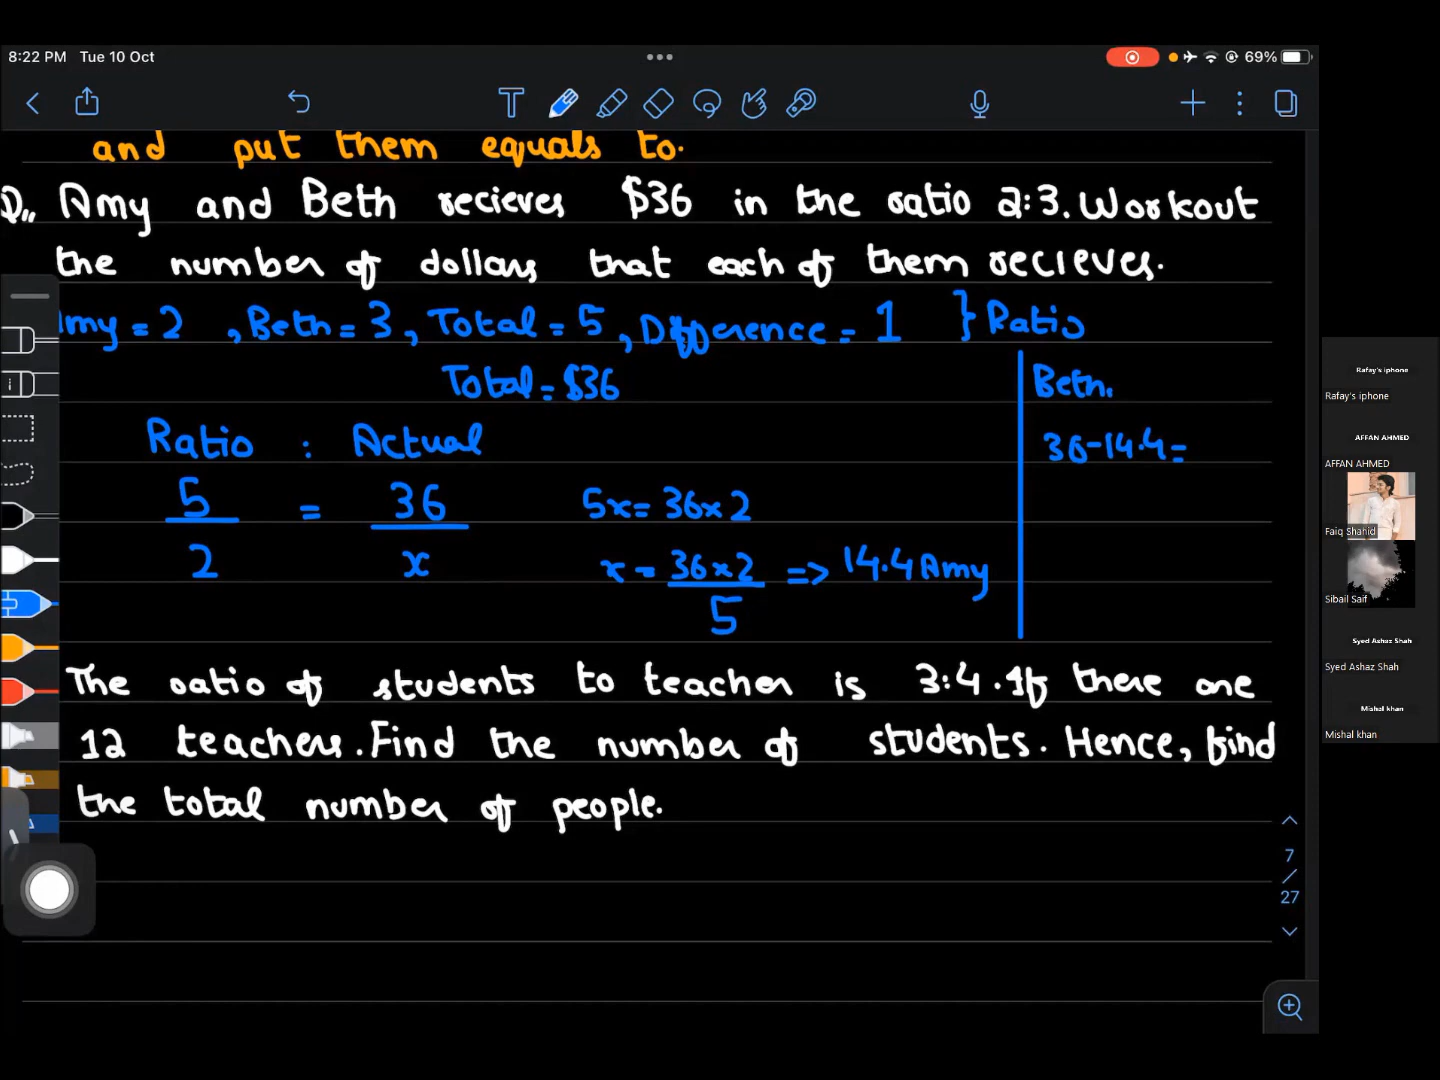 8:22 PM Tue 10 Oct
69%
and put them equals to.
Q,, Amy and Beth recieves $36 in the ratio 2:3. Workout
the number of dollars that each of them recieves.
Amy = 2 , Beth = 3 , Total = 5 , Difference = 1 } Ratio
Total = $36
Beth.
Ratio : Actual
36-14.4=
5 = 36
2 x
5x = 36x2
x = 36x2 => 14.4 Amy
5
The ratio of students to teacher is 3:4. If there are
12 teachers. Find the number of students. Hence, find
the total number of people.
7
/
27
Rafay's iphone
Rafay's iphone
AFFAN AHMED
AFFAN AHMED
Faiq Shahid
Sibail Saif
Syed Ashaz Shah
Syed Ashaz Shah
Mishal khan
Mishal khan